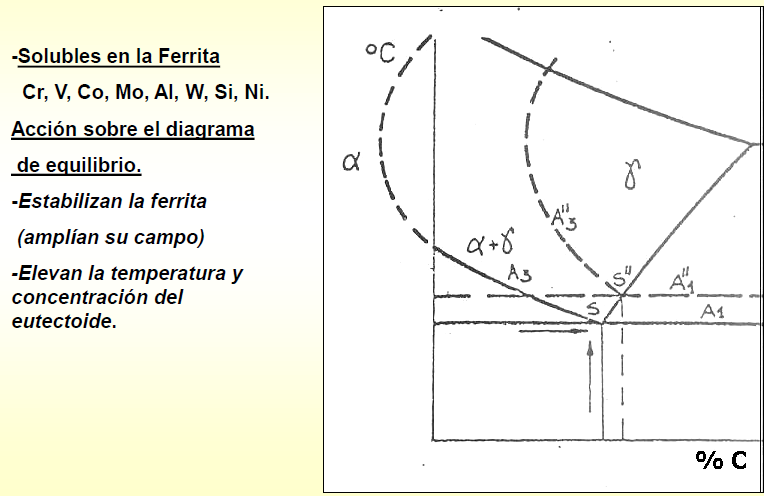 -Solubles en la Ferrita
Cr, V, Co, Mo, Al, W, Si, Ni.
Acción sobre el diagrama
de equilibrio.
-Estabilizan la ferrita
(amplían su campo)
-Elevan la temperatura y
concentración del
eutectoide.
°C
α
γ
A"3
α+γ
A3
S"
A"1
S
A1
% C